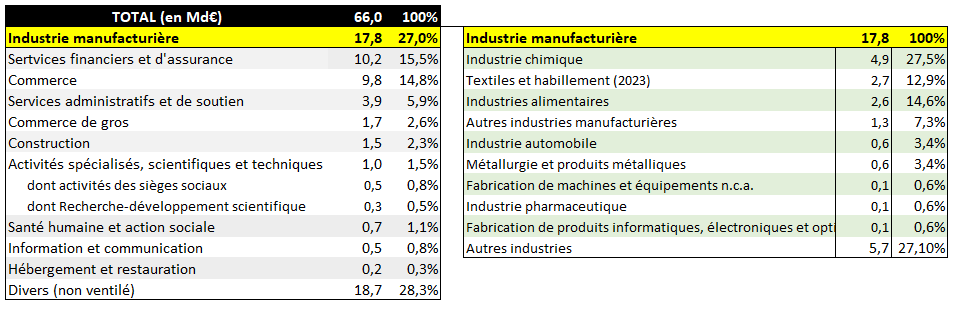 TOTAL (en Md€) 66,0 100%
Industrie manufacturière 17,8 27,0%
Sertvices financiers et d'assurance 10,2 15,5%
Commerce 9,8 14,8%
Services administratifs et de soutien 3,9 5,9%
Commerce de gros 1,7 2,6%
Construction 1,5 2,3%
Activités spécialisés, scientifiques et techniques 1,0 1,5%
dont activités des sièges sociaux 0,5 0,8%
dont Recherche-développement scientifique 0,3 0,5%
Santé humaine et action sociale 0,7 1,1%
Information et communication 0,5 0,8%
Hébergement et restauration 0,2 0,3%
Divers (non ventilé) 18,7 28,3%
Industrie manufacturière 17,8 100%
Industrie chimique 4,9 27,5%
Textiles et habillement (2023) 2,7 12,9%
Industries alimentaires 2,6 14,6%
Autres industries manufacturières 1,3 7,3%
Industrie automobile 0,6 3,4%
Métallurgie et produits métalliques 0,6 3,4%
Fabrication de machines et équipements n.c.a. 0,1 0,6%
Industrie pharmaceutique 0,1 0,6%
Fabrication de produits informatiques, électroniques et opti 0,1 0,6%
Autres industries 5,7 27,10%